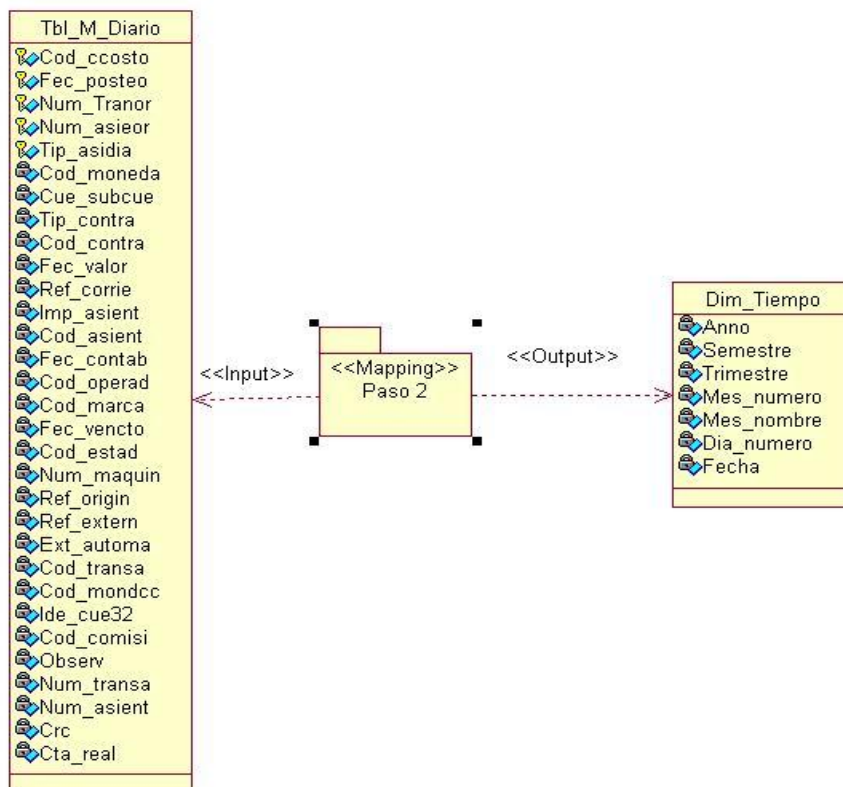 Tbl_M_Diario
Cod_ccosto
Fec_posteo
Num_Tranor
Num_asieor
Tip_asidia
Cod_moneda
Cue_subcue
Tip_contra
Cod_contra
Fec_valor
Ref_corrie
Imp_asient
Cod_asient
Fec_contab
Cod_operad
Cod_marca
Fec_vencto
Cod_estad
Num_maquin
Ref_origin
Ref_extern
Ext_automa
Cod_transa
Cod_mondcc
Ide_cue32
Cod_comisi
Observ
Num_transa
Num_asient
Crc
Cta_real
<<Input>>
<<Mapping>>
Paso 2
<<Output>>
Dim_Tiempo
Anno
Semestre
Trimestre
Mes_numero
Mes_nombre
Dia_numero
Fecha